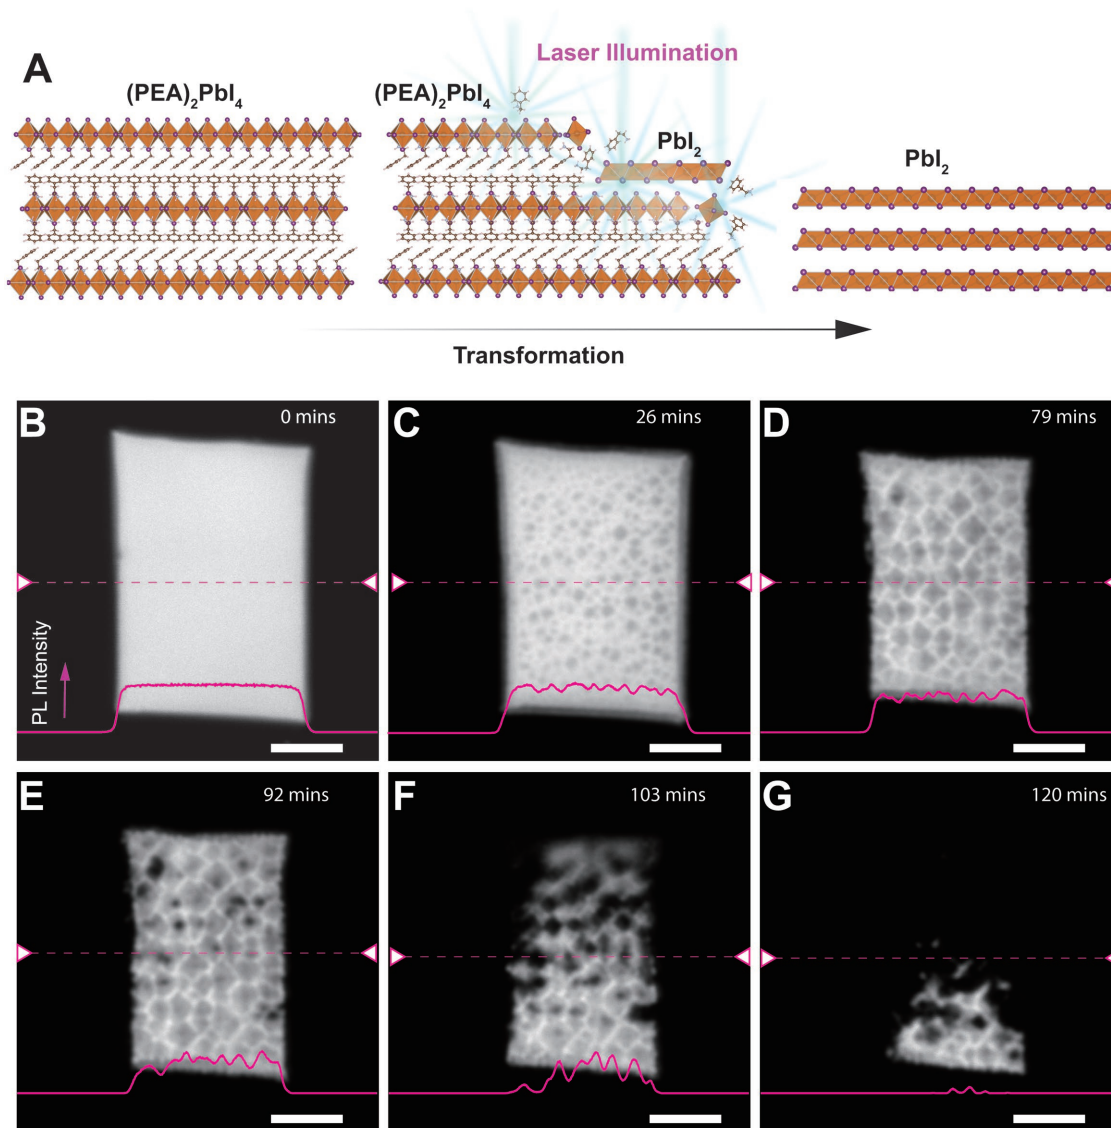 A
Laser Illumination
(PEA)₂PbI₄
(PEA)₂PbI₄
PbI₂
PbI₂
Transformation
B
0 mins
PL Intensity
C
26 mins
D
79 mins
E
92 mins
F
103 mins
G
120 mins